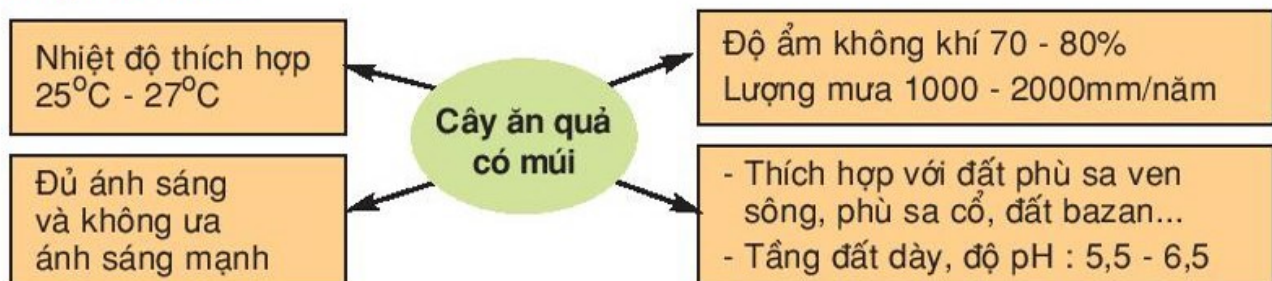 Nhiệt độ thích hợp
25°C - 27°C
Đủ ánh sáng
và không ưa
ánh sáng mạnh
Cây ăn quả
có múi
Độ ẩm không khí 70 - 80%
Lượng mưa 1000 - 2000mm/năm
- Thích hợp với đất phù sa ven
sông, phù sa cổ, đất bazan...
- Tầng đất dày, độ pH : 5,5 - 6,5